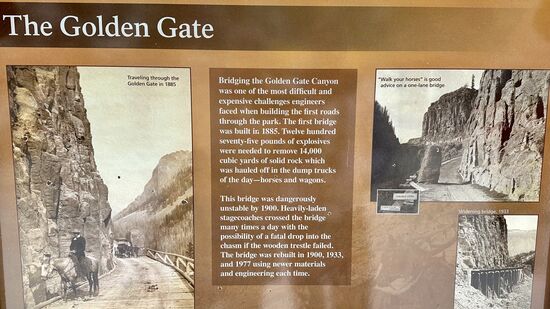 The Golden Gate
Traveling through the
Golden Gate in 1885
Bridging the Golden Gate Canyon
was one of the most difficult and
expensive challenges engineers
faced when building the first roads
through the park. The first bridge
was built in 1885. Twelve hundred
seventy-five pounds of explosives
were needed to remove 14,000
cubic yards of solid rock which
was hauled off in the dump trucks
of the day—horses and wagons.
This bridge was dangerously
unstable by 1900. Heavily-laden
stagecoaches crossed the bridge
many times a day with the
possibility of a fatal drop into the
chasm if the wooden trestle failed.
The bridge was rebuilt in 1900, 1933,
and 1977 using newer materials
and engineering each time.
"Walk your horses" is good
advice on a one-lane bridge
Widening bridge, 1933